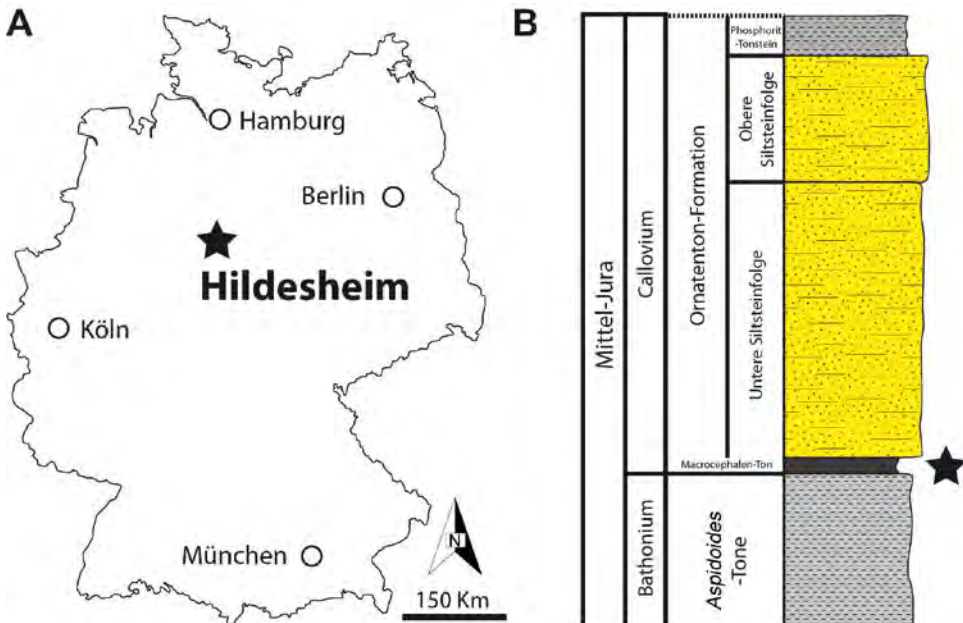 A
Hamburg
Berlin
Hildesheim
Köln
München
N
150 Km
B
Mittel-Jura
Callovium
Bathonium
Ornatenton-Formation
Aspidoides
-Tone
Phosphorit
-Tonstein
Obere
Siltsteinfolge
Untere Siltsteinfolge
Macrocephalen-Ton